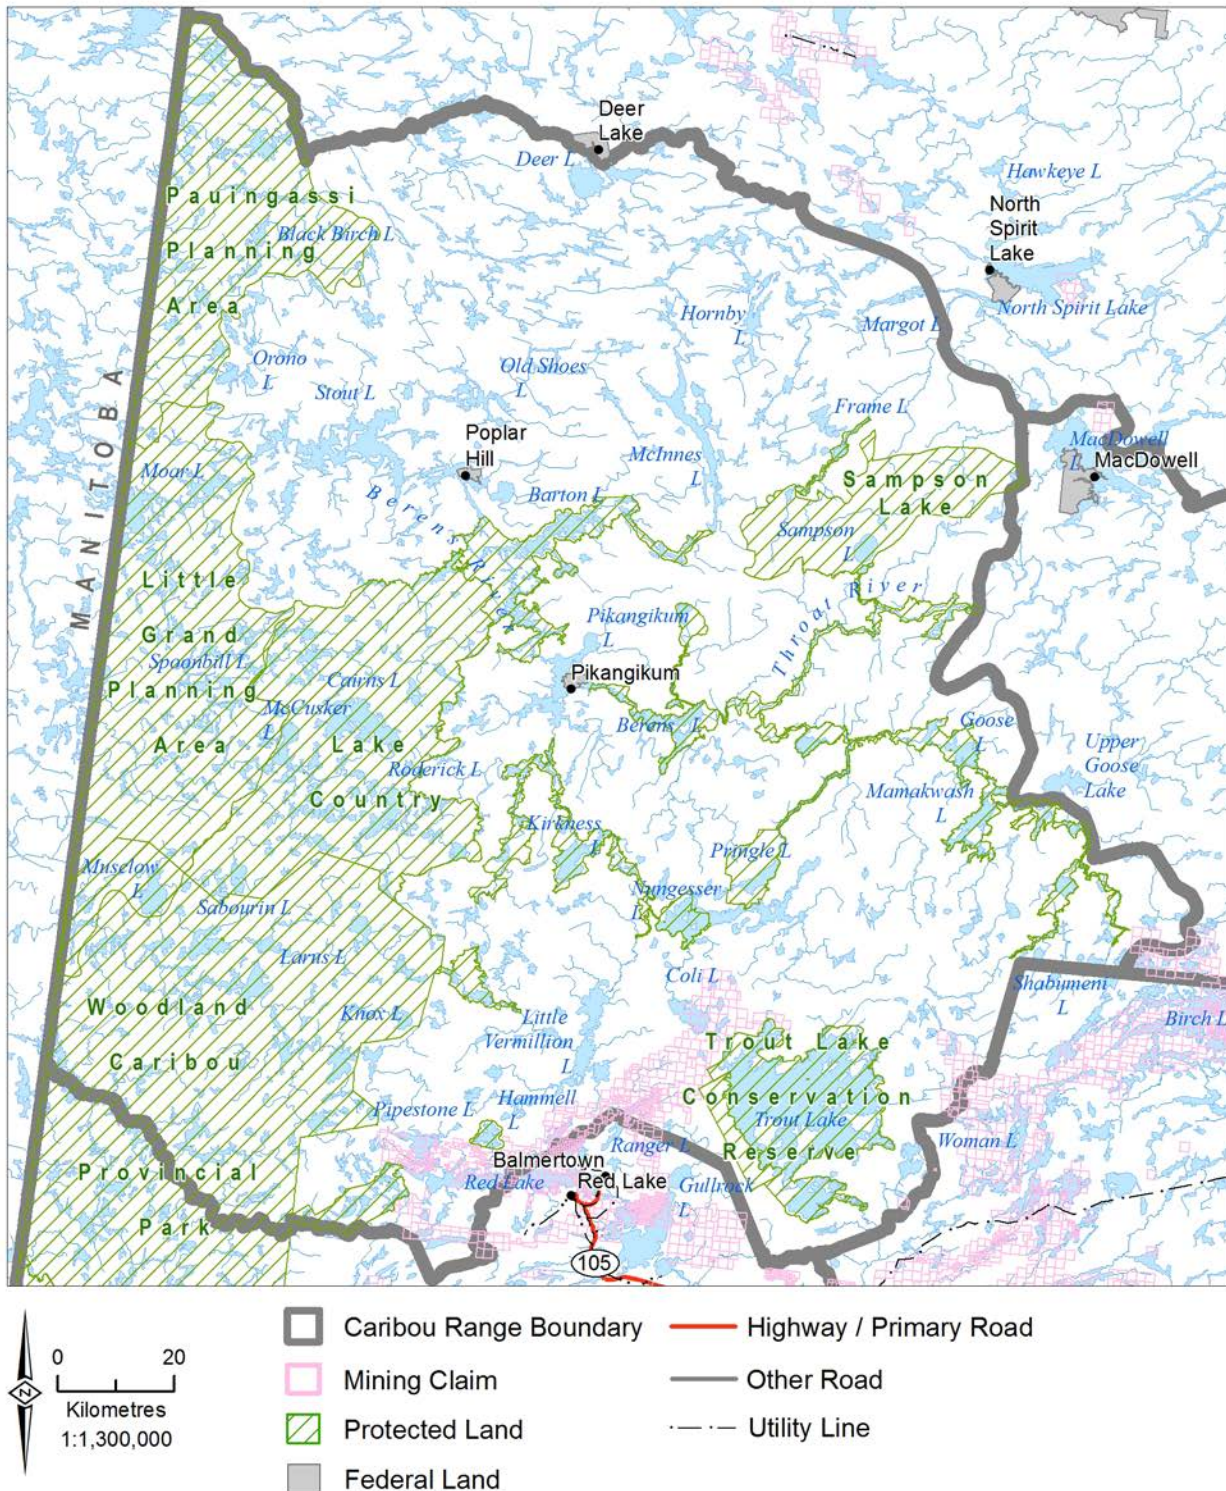 Deer
Lake
Deer L
Hawkeye L
North
Spirit
Lake
North Spirit Lake
Pauingassi
Planning
Area
Black Birch L
Hornby
L
Margot L
Orono
L
Stout L
Old Shoes
L
Frame L
MANITOBA
Poplar
Hill
McInnes
L
MacDowell
L
MacDowell
Moar L
Barton L
Sampson
Lake
Sampson
L
Berens River
Throat River
Little
Grand
Planning
Area
Spoonbill L
Pikangikum
L
Pikangikum
Cairns L
McCusker
L
Lake
Country
Roderick L
Berens L
Goose
L
Upper
Goose
Lake
Mamakwash
L
Kirkness
L
Pringle L
Nungesser
L
Musclow
L
Sabourin L
Larus L
Knox L
Coli L
Shabumeni
L
Birch L
Woodland
Caribou
Provincial
Park
Little
Vermillion
L
Trout Lake
Conservation
Reserve
Trout Lake
Pipestone L
Hammell
L
Ranger L
Woman L
Balmertown
Red Lake
Red Lake
Gullrock
L
105
N
0 20
Kilometres
1:1,300,000
Caribou Range Boundary
Mining Claim
Protected Land
Federal Land
Highway / Primary Road
Other Road
Utility Line